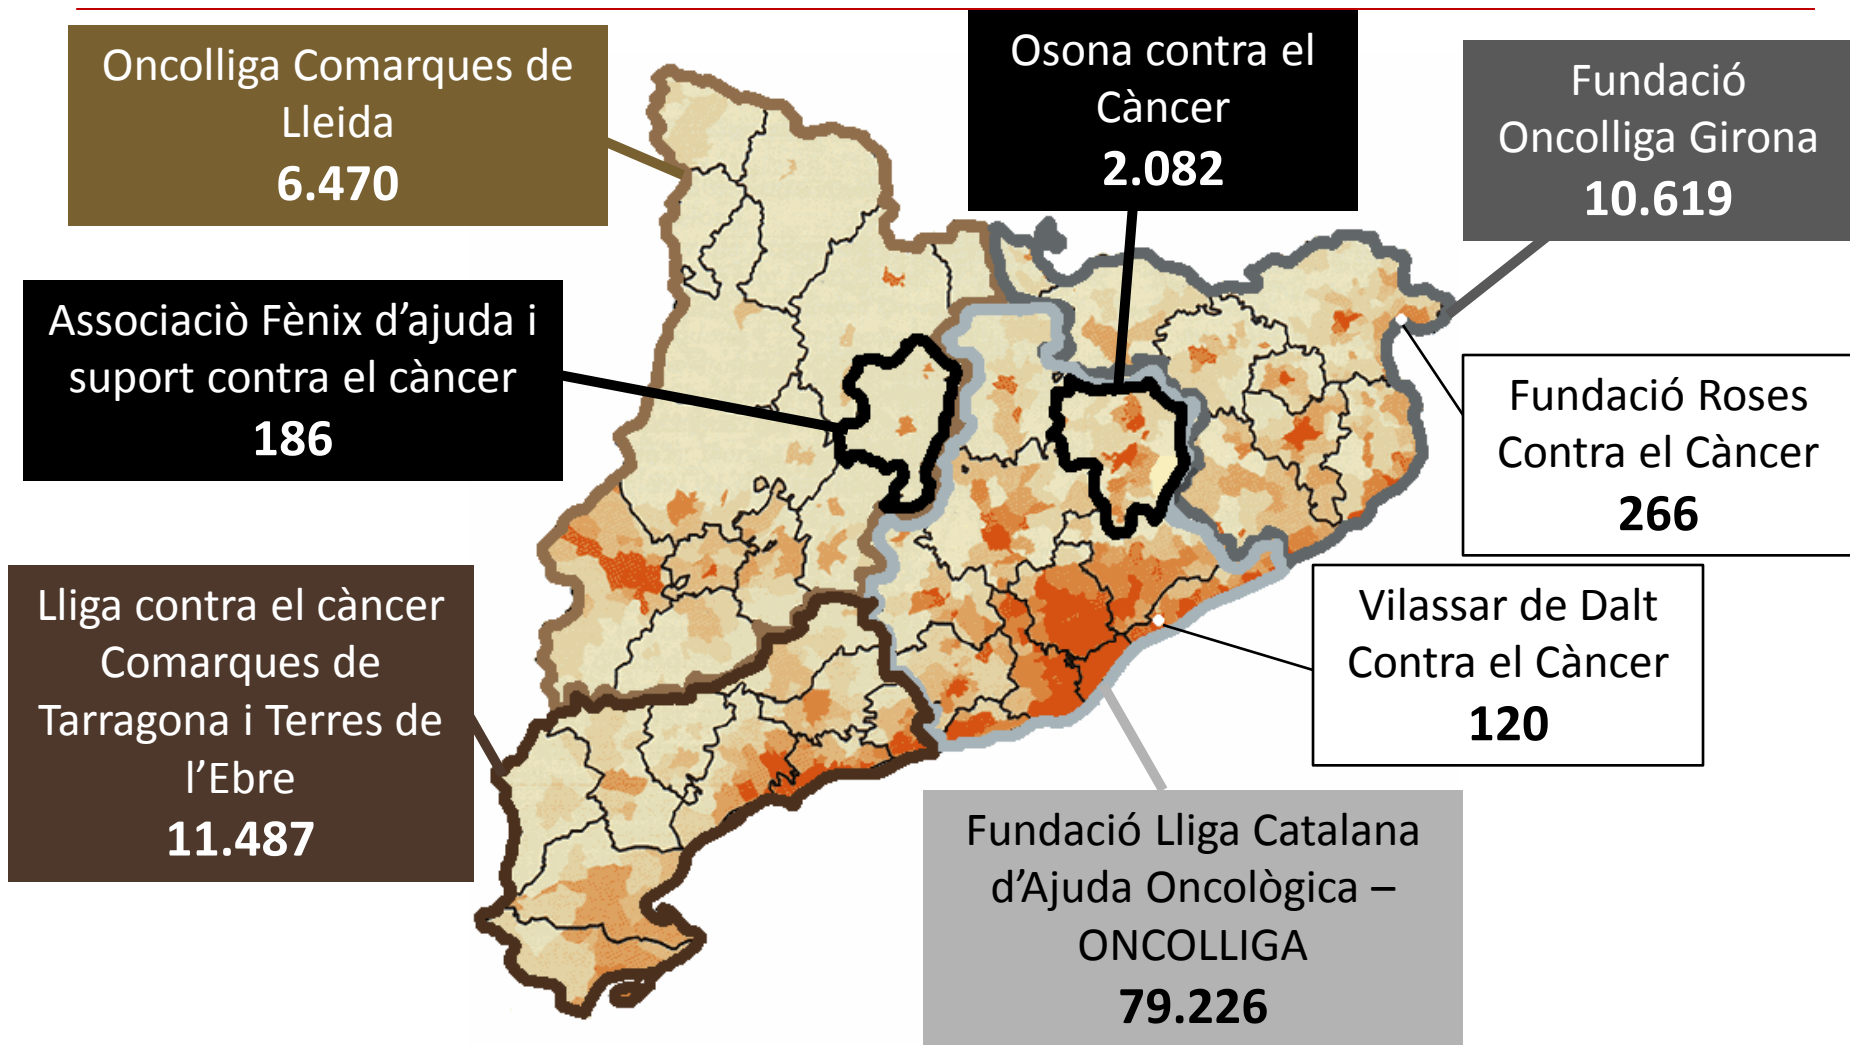 Oncolliga Comarques de
Lleida
6.470
Osona contra el
Càncer
2.082
Fundació
Oncolliga Girona
10.619
Associaciò Fènix d’ajuda i
suport contra el càncer
186
Fundació Roses
Contra el Càncer
266
Lliga contra el càncer
Comarques de
Tarragona i Terres de
l’Ebre
11.487
Vilassar de Dalt
Contra el Càncer
120
Fundació Lliga Catalana
d’Ajuda Oncològica –
ONCOLLIGA
79.226